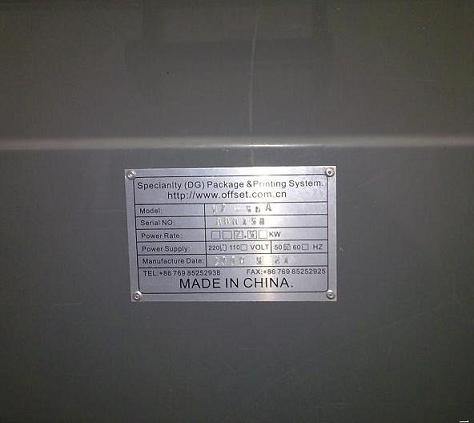 Specianlty (DG) Package &Printing System.
http://www.offset.com.cn
Model:
Serial NO:
Power Rate: KW
Power Supply: 220 110 VOLT 50 60 HZ
Manufacture Date:
TEL:+86 769 85252938 FAX:+86 769 85252925
MADE IN CHINA.